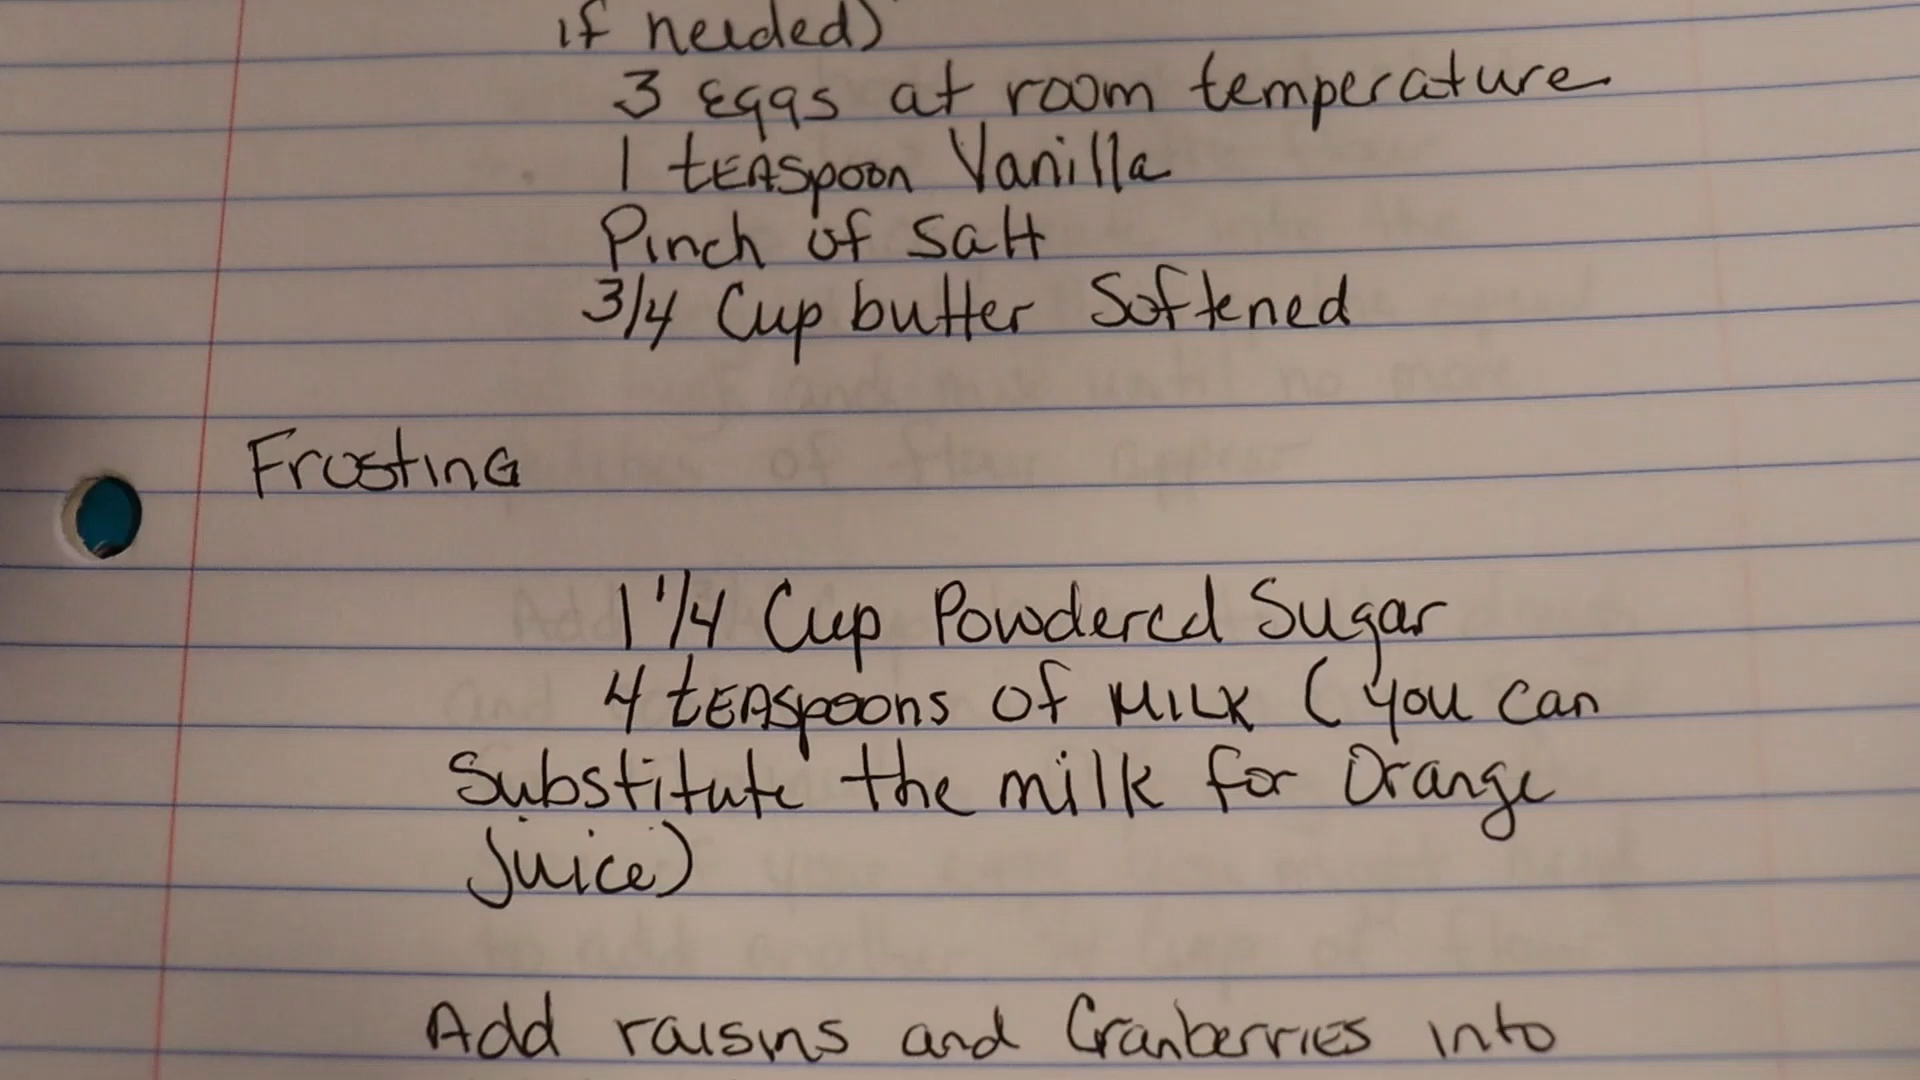 if needed)
3 Eggs at room temperature
1 tEASpoon Vanilla
Pinch of Salt
3/4 Cup butter Softened
FrostinG
1 1/4 Cup Powdered Sugar
4 tEASpoons of MILK (you can
Substitute the milk for Orange
juice)
Add raisins and Cranberries into